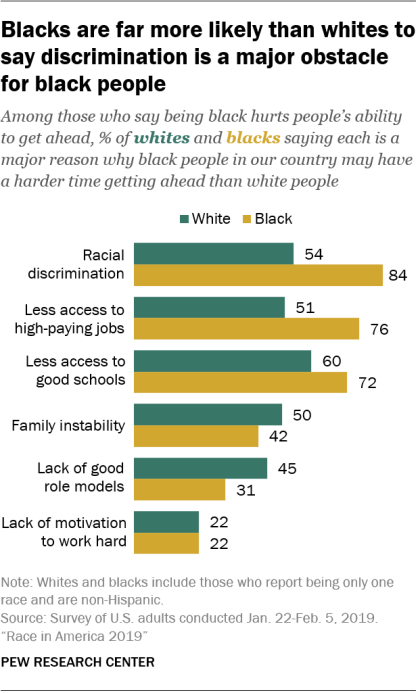 Blacks are far more likely than whites to
say discrimination is a major obstacle
for black people
Among those who say being black hurts people's ability
to get ahead, % of whites and blacks saying each is a
major reason why black people in our country may have
a harder time getting ahead than white people
White Black
Racial
discrimination
54
84
Less access to
high-paying jobs
51
76
Less access to
good schools
60
72
Family instability
50
42
Lack of good
role models
45
31
Lack of motivation
to work hard
22
22
Note: Whites and blacks include those who report being only one
race and are non-Hispanic.
Source: Survey of U.S. adults conducted Jan. 22-Feb. 5, 2019.
"Race in America 2019"
PEW RESEARCH CENTER